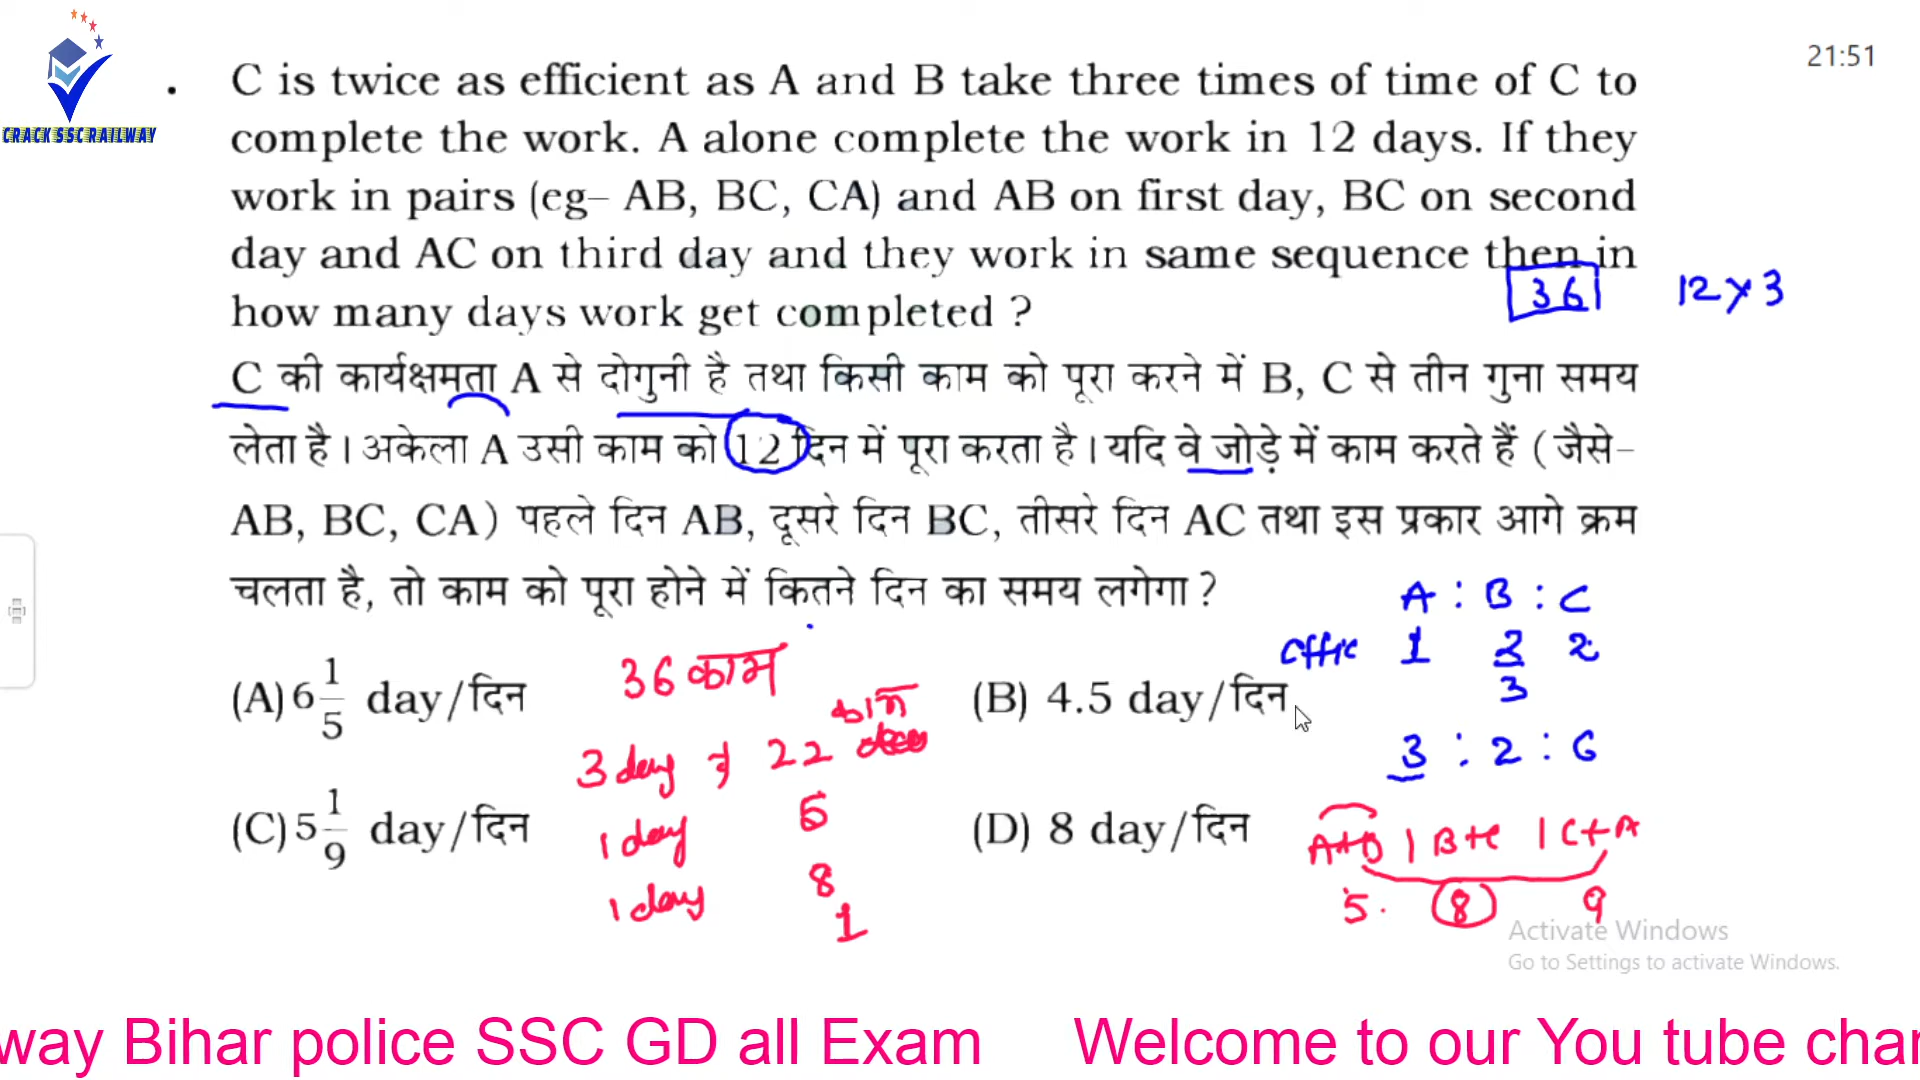 21:51
CRACK SSC RAILWAY
. C is twice as efficient as A and B take three times of time of C to
complete the work. A alone complete the work in 12 days. If they
work in pairs (eg– AB, BC, CA) and AB on first day, BC on second
day and AC on third day and they work in same sequence then in
how many days work get completed ?
36 12×3
C की कार्यक्षमता A से दोगुनी है तथा किसी काम को पूरा करने में B, C से तीन गुना समय
लेता है। अकेला A उसी काम को 12 दिन में पूरा करता है। यदि वे जोड़े में काम करते हैं (जैसे–
AB, BC, CA) पहले दिन AB, दूसरे दिन BC, तीसरे दिन AC तथा इस प्रकार आगे क्रम
चलता है, तो काम को पूरा होने में कितने दिन का समय लगेगा ?
A : B : C
effic 1 2 2
3
3 : 2 : 6
(A) 6 1/5 day/दिन
(B) 4.5 day/दिन
(C) 5 1/9 day/दिन
(D) 8 day/दिन
36 काम
काम
3 day में 22
1 day 5
1 day 8
1
A+B | B+C | C+A
5. 8 9
Activate Windows
Go to Settings to activate Windows.
way Bihar police SSC GD all Exam Welcome to our You tube char